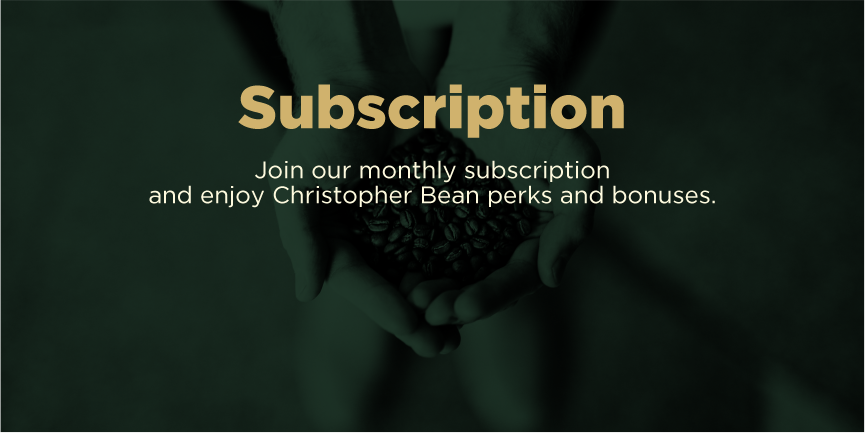 Subscription
Join our monthly subscription
and enjoy Christopher Bean perks and bonuses.